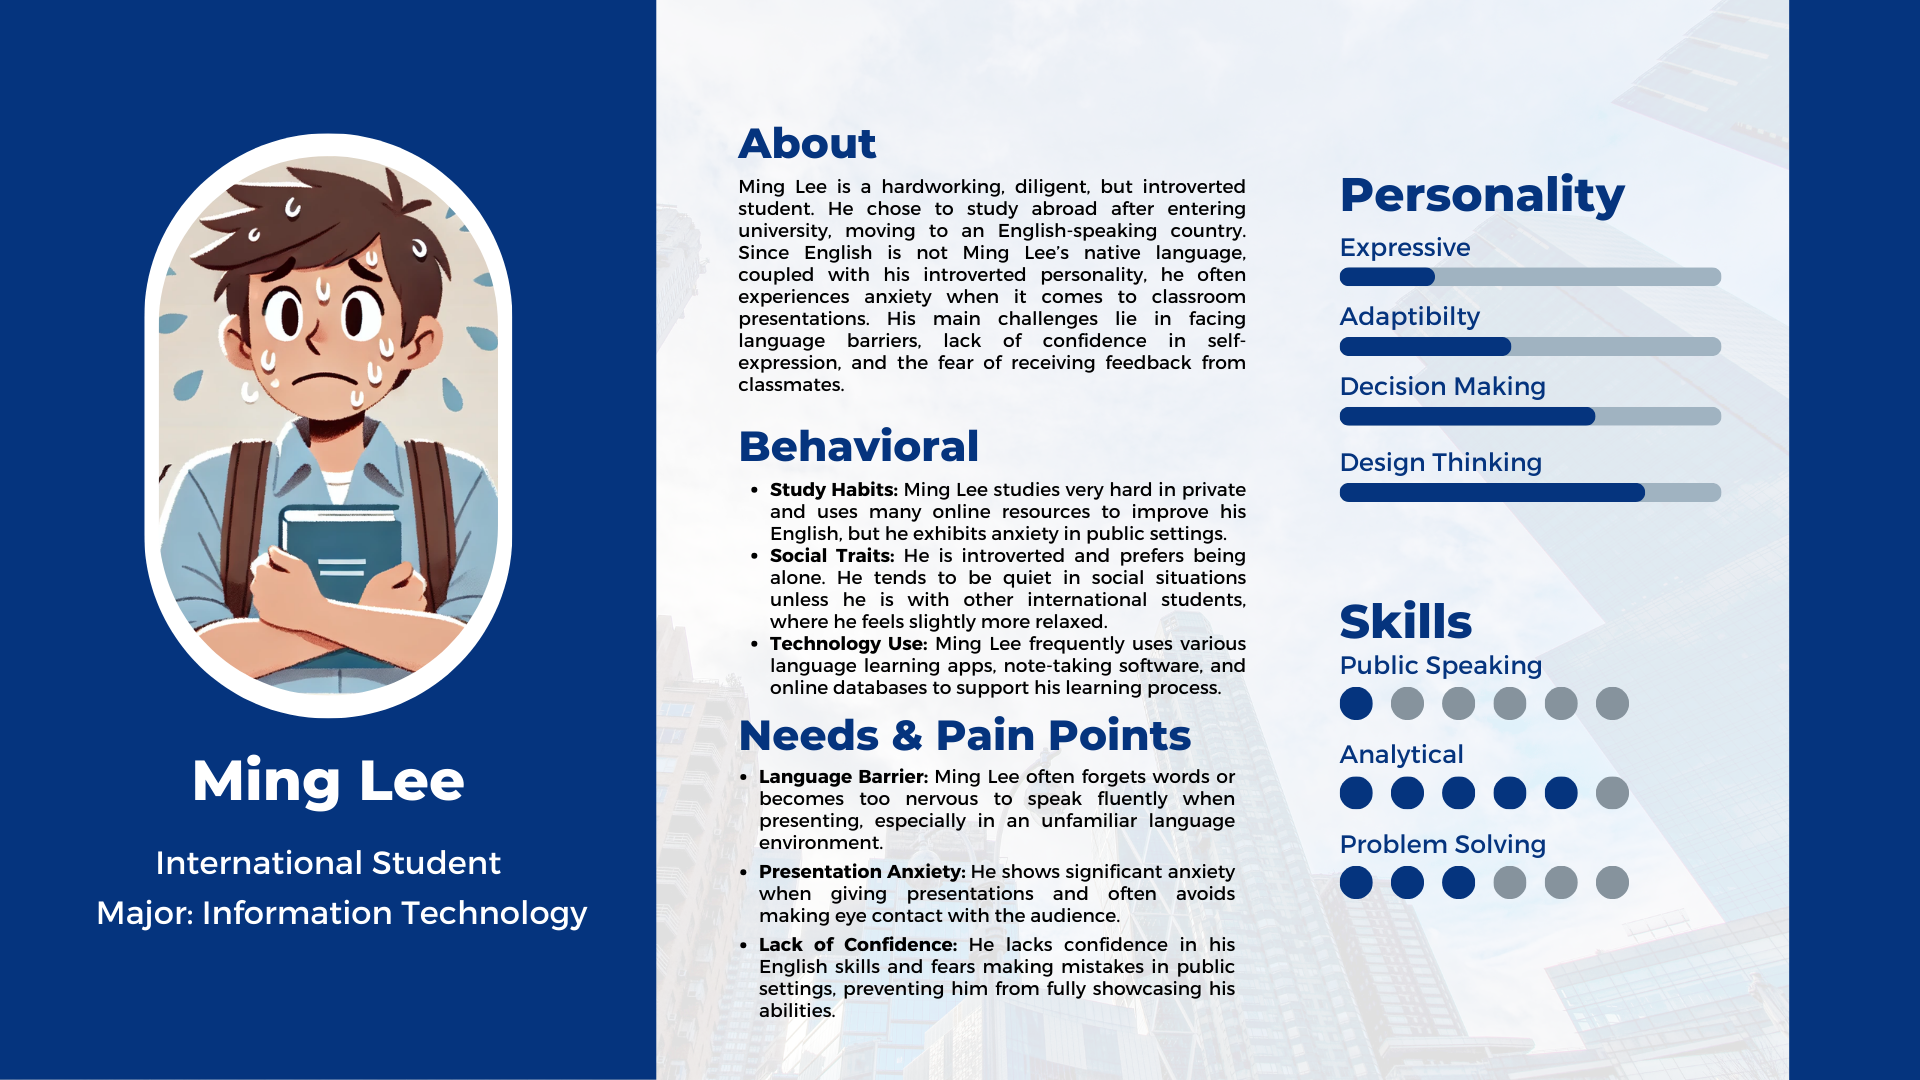 Ming Lee
International Student
Major: Information Technology
About
Ming Lee is a hardworking, diligent, but introverted
student. He chose to study abroad after entering
university, moving to an English-speaking country.
Since English is not Ming Lee’s native language,
coupled with his introverted personality, he often
experiences anxiety when it comes to classroom
presentations. His main challenges lie in facing
language barriers, lack of confidence in self-
expression, and the fear of receiving feedback from
classmates.
Behavioral
• Study Habits: Ming Lee studies very hard in private
and uses many online resources to improve his
English, but he exhibits anxiety in public settings.
• Social Traits: He is introverted and prefers being
alone. He tends to be quiet in social situations
unless he is with other international students,
where he feels slightly more relaxed.
• Technology Use: Ming Lee frequently uses various
language learning apps, note-taking software, and
online databases to support his learning process.
Needs & Pain Points
• Language Barrier: Ming Lee often forgets words or
becomes too nervous to speak fluently when
presenting, especially in an unfamiliar language
environment.
• Presentation Anxiety: He shows significant anxiety
when giving presentations and often avoids
making eye contact with the audience.
• Lack of Confidence: He lacks confidence in his
English skills and fears making mistakes in public
settings, preventing him from fully showcasing his
abilities.
Personality
Expressive
Adaptibilty
Decision Making
Design Thinking
Skills
Public Speaking
Analytical
Problem Solving